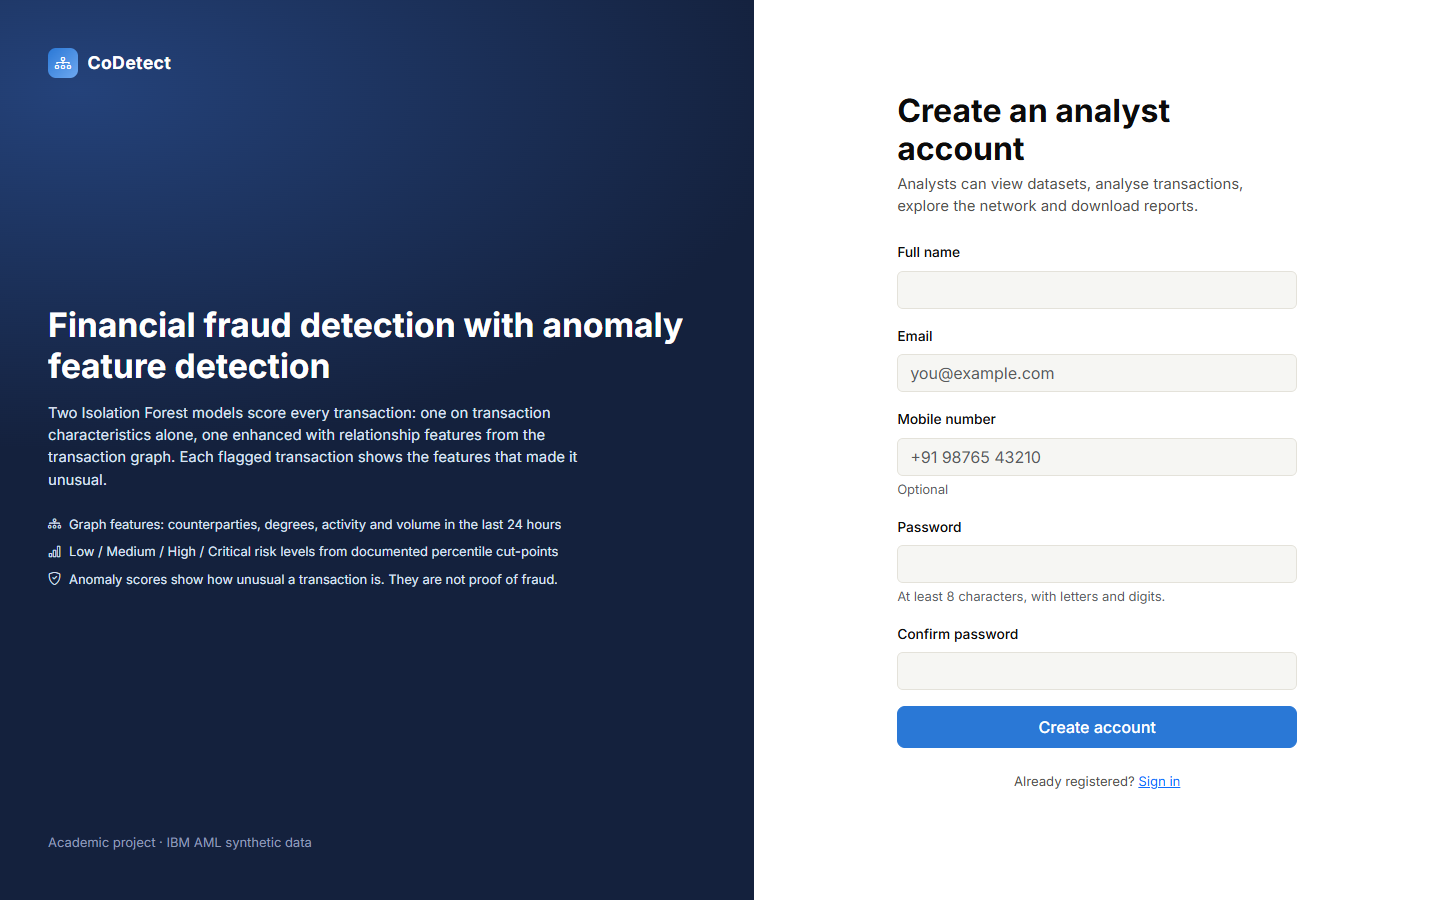 CoDetect
Financial fraud detection with anomaly
feature detection
Two Isolation Forest models score every transaction: one on transaction
characteristics alone, one enhanced with relationship features from the
transaction graph. Each flagged transaction shows the features that made it
unusual.
Graph features: counterparties, degrees, activity and volume in the last 24 hours
Low / Medium / High / Critical risk levels from documented percentile cut-points
Anomaly scores show how unusual a transaction is. They are not proof of fraud.
Academic project · IBM AML synthetic data
Create an analyst
account
Analysts can view datasets, analyse transactions,
explore the network and download reports.
Full name
Email
you@example.com
Mobile number
+91 98765 43210
Optional
Password
At least 8 characters, with letters and digits.
Confirm password
Create account
Already registered? Sign in